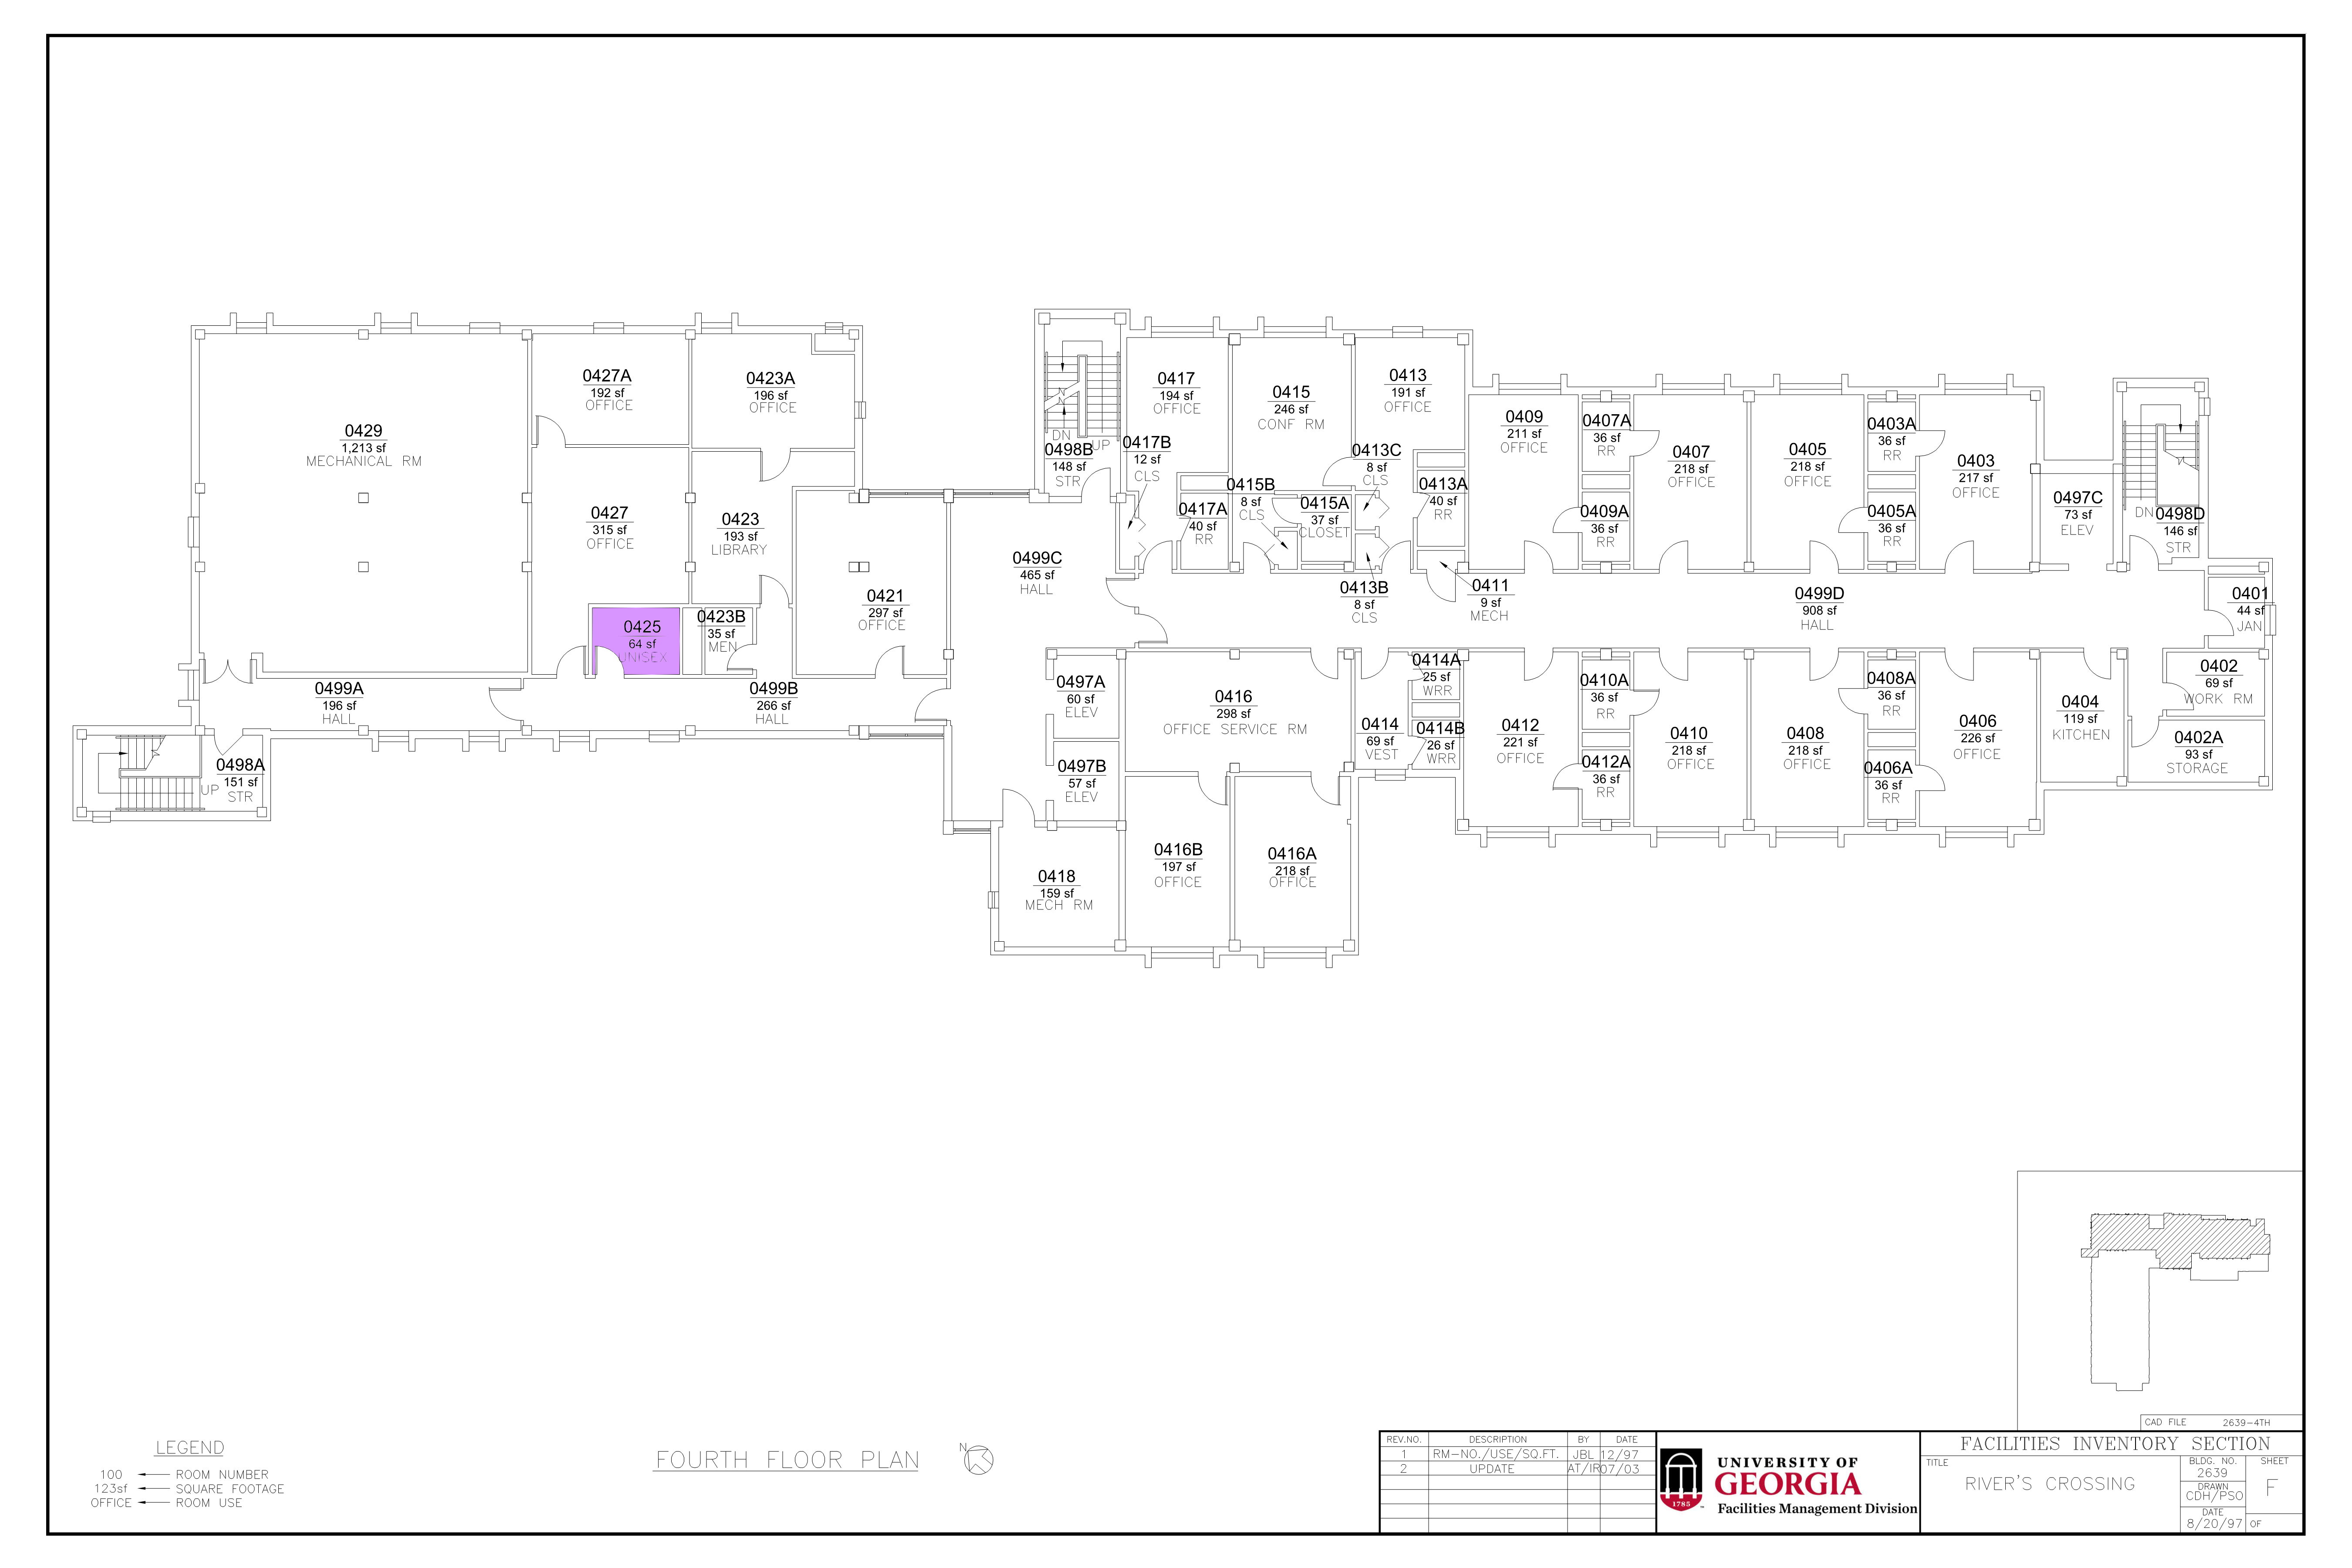 0427A
192 sf
OFFICE
0423A
196 sf
OFFICE
0429
1,213 sf
MECHANICAL RM
0427
315 sf
OFFICE
0423
193 sf
LIBRARY
0421
297 sf
OFFICE
0425
64 sf
UNISEX
0423B
35 sf
MEN
0499A
196 sf
HALL
0499B
266 sf
HALL
0498A
151 sf
STR
UP
DN
UP
0498B
148 sf
STR
0499C
465 sf
HALL
0417
194 sf
OFFICE
0417B
12 sf
CLS
0417A
40 sf
RR
0415
246 sf
CONF RM
0415B
8 sf
CLS
0415A
37 sf
CLOSET
0413
191 sf
OFFICE
0413C
8 sf
CLS
0413A
40 sf
RR
0413B
8 sf
CLS
0411
9 sf
MECH
0409
211 sf
OFFICE
0407A
36 sf
RR
0409A
36 sf
RR
0407
218 sf
OFFICE
0405
218 sf
OFFICE
0403A
36 sf
RR
0405A
36 sf
RR
0403
217 sf
OFFICE
0497C
73 sf
ELEV
DN
0498D
146 sf
STR
0499D
908 sf
HALL
0401
44 sf
JAN
0402
69 sf
WORK RM
0402A
93 sf
STORAGE
0404
119 sf
KITCHEN
0406
226 sf
OFFICE
0408A
36 sf
RR
0406A
36 sf
RR
0408
218 sf
OFFICE
0410
218 sf
OFFICE
0410A
36 sf
RR
0412A
36 sf
RR
0412
221 sf
OFFICE
0414A
25 sf
WRR
0414B
26 sf
WRR
0414
69 sf
VEST
0416
298 sf
OFFICE SERVICE RM
0497A
60 sf
ELEV
0497B
57 sf
ELEV
0418
159 sf
MECH RM
0416B
197 sf
OFFICE
0416A
218 sf
OFFICE
LEGEND
100 ROOM NUMBER
123sf SQUARE FOOTAGE
OFFICE ROOM USE
FOURTH FLOOR PLAN
N
REV.NO. DESCRIPTION BY DATE
1 RM-NO./USE/SQ.FT. JBL 12/97
2 UPDATE AT/IR 07/03
1785
UNIVERSITY OF
GEORGIA
Facilities Management Division
CAD FILE 2639-4TH
FACILITIES INVENTORY SECTION
TITLE
RIVER'S CROSSING
BLDG. NO.
2639
DRAWN
CDH/PSO
DATE
8/20/97
SHEET
F
OF